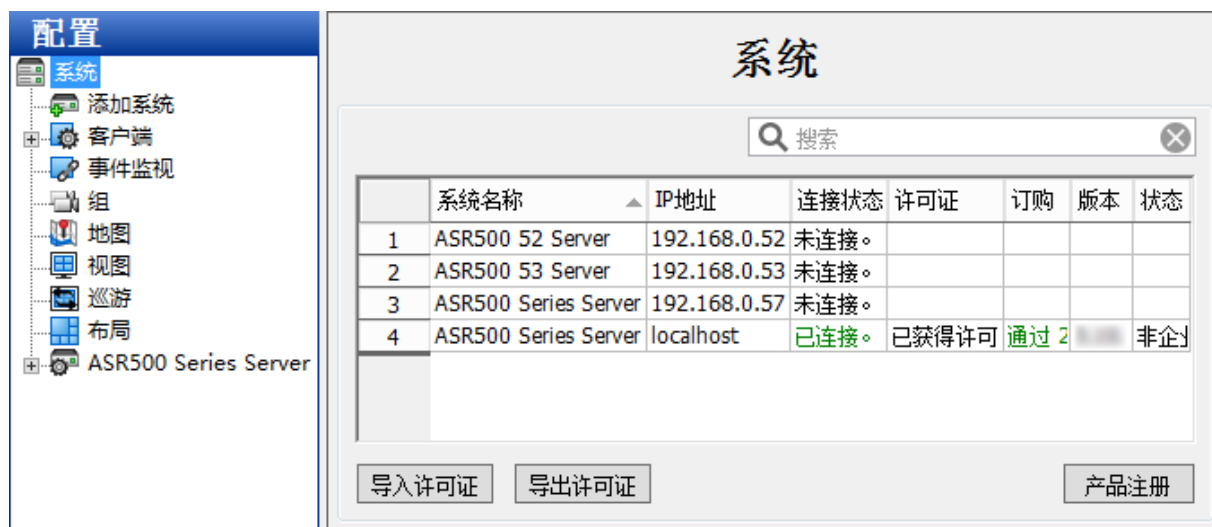 配置
系统
添加系统
客户端
事件监视
组
地图
视图
巡游
布局
ASR500 Series Server
系统
搜索
系统名称 IP地址 连接状态 许可证 订购 版本 状态
1 ASR500 52 Server 192.168.0.52 未连接。
2 ASR500 53 Server 192.168.0.53 未连接。
3 ASR500 Series Server 192.168.0.57 未连接。
4 ASR500 Series Server localhost 已连接。 已获得许可 通过 2 非企
导入许可证 导出许可证 产品注册